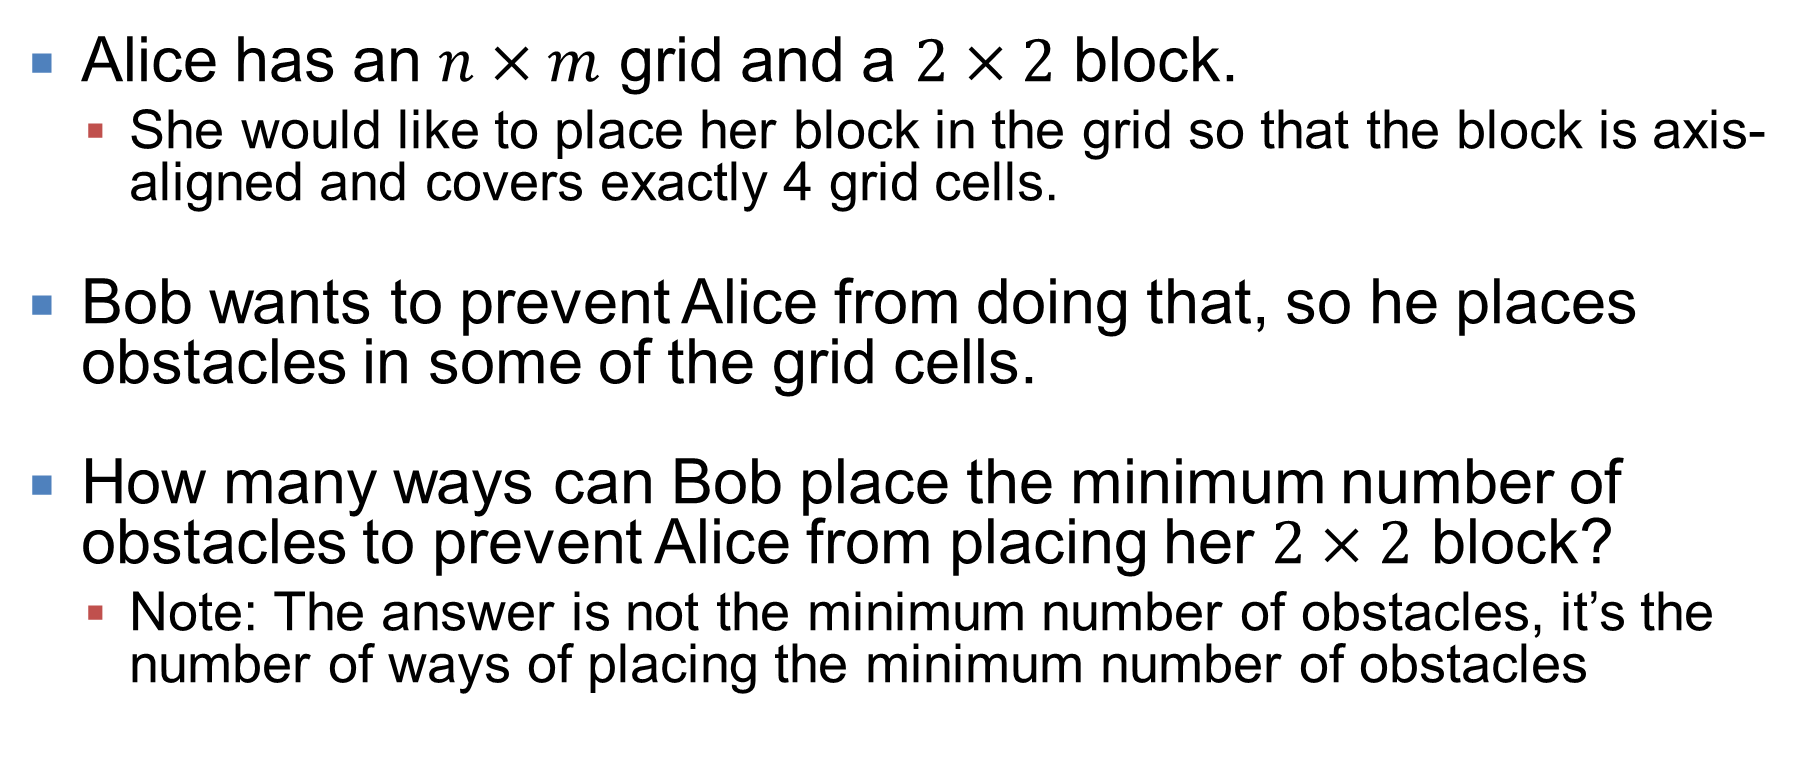 ▪ Alice has an n × m grid and a 2 × 2 block.
▪ She would like to place her block in the grid so that the block is axis-
aligned and covers exactly 4 grid cells.
▪ Bob wants to prevent Alice from doing that, so he places
obstacles in some of the grid cells.
▪ How many ways can Bob place the minimum number of
obstacles to prevent Alice from placing her 2 × 2 block?
▪ Note: The answer is not the minimum number of obstacles, it’s the
number of ways of placing the minimum number of obstacles